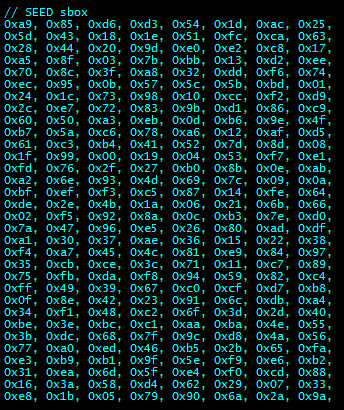 // SEED sbox
0xa9, 0x85, 0xd6, 0xd3, 0x54, 0x1d, 0xac, 0x25,
0x5d, 0x43, 0x18, 0x1e, 0x51, 0xfc, 0xca, 0x63,
0x28, 0x44, 0x20, 0x9d, 0xe0, 0xe2, 0xc8, 0x17,
0xa5, 0x8f, 0x03, 0x7b, 0xbb, 0x13, 0xd2, 0xee,
0x70, 0x8c, 0x3f, 0xa8, 0x32, 0xdd, 0xf6, 0x74,
0xec, 0x95, 0x0b, 0x57, 0x5c, 0x5b, 0xbd, 0x01,
0x24, 0x1c, 0x73, 0x98, 0x10, 0xcc, 0xf2, 0xd9,
0x2c, 0xe7, 0x72, 0x83, 0x9b, 0xd1, 0x86, 0xc9,
0x60, 0x50, 0xa3, 0xeb, 0x0d, 0xb6, 0x9e, 0x4f,
0xb7, 0x5a, 0xc6, 0x78, 0xa6, 0x12, 0xaf, 0xd5,
0x61, 0xc3, 0xb4, 0x41, 0x52, 0x7d, 0x8d, 0x08,
0x1f, 0x99, 0x00, 0x19, 0x04, 0x53, 0xf7, 0xe1,
0xfd, 0x76, 0x2f, 0x27, 0xb0, 0x8b, 0x0e, 0xab,
0xa2, 0x6e, 0x93, 0x4d, 0x69, 0x7c, 0x09, 0x0a,
0xbf, 0xef, 0xf3, 0xc5, 0x87, 0x14, 0xfe, 0x64,
0xde, 0x2e, 0x4b, 0x1a, 0x06, 0x21, 0x6b, 0x66,
0x02, 0xf5, 0x92, 0x8a, 0x0c, 0xb3, 0x7e, 0xd0,
0x7a, 0x47, 0x96, 0xe5, 0x26, 0x80, 0xad, 0xdf,
0xa1, 0x30, 0x37, 0xae, 0x36, 0x15, 0x22, 0x38,
0xf4, 0xa7, 0x45, 0x4c, 0x81, 0xe9, 0x84, 0x97,
0x35, 0xcb, 0xce, 0x3c, 0x71, 0x11, 0xc7, 0x89,
0x75, 0xfb, 0xda, 0xf8, 0x94, 0x59, 0x82, 0xc4,
0xff, 0x49, 0x39, 0x67, 0xc0, 0xcf, 0xd7, 0xb8,
0x0f, 0x8e, 0x42, 0x23, 0x91, 0x6c, 0xdb, 0xa4,
0x34, 0xf1, 0x48, 0xc2, 0x6f, 0x3d, 0x2d, 0x40,
0xbe, 0x3e, 0xbc, 0xc1, 0xaa, 0xba, 0x4e, 0x55,
0x3b, 0xdc, 0x68, 0x7f, 0x9c, 0xd8, 0x4a, 0x56,
0x77, 0xa0, 0xed, 0x46, 0xb5, 0x2b, 0x65, 0xfa,
0xe3, 0xb9, 0xb1, 0x9f, 0x5e, 0xf9, 0xe6, 0xb2,
0x31, 0xea, 0x6d, 0x5f, 0xe4, 0xf0, 0xcd, 0x88,
0x16, 0x3a, 0x58, 0xd4, 0x62, 0x29, 0x07, 0x33,
0xe8, 0x1b, 0x05, 0x79, 0x90, 0x6a, 0x2a, 0x9a,